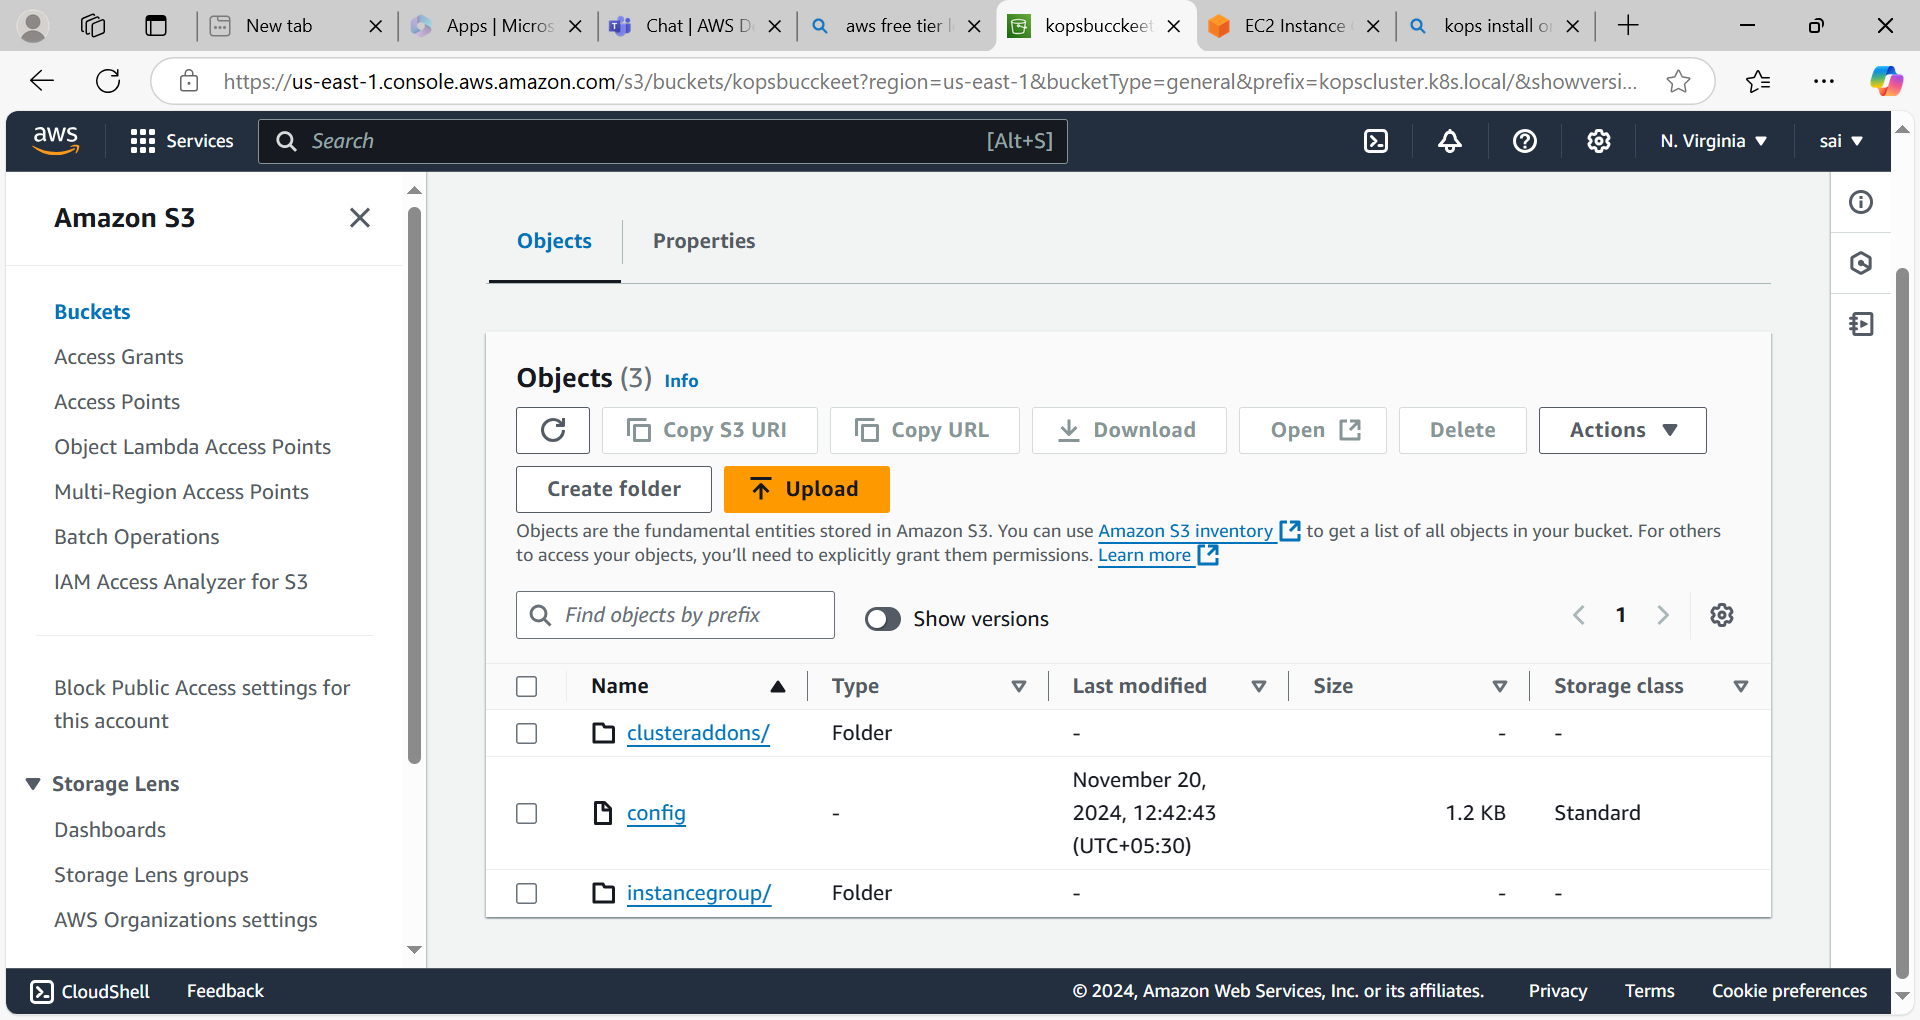 New tab
Apps | Micros
Chat | AWS D
aws free tier l
kopsbucckeet
EC2 Instance
kops install o
https://us-east-1.console.aws.amazon.com/s3/buckets/kopsbucckeet?region=us-east-1&bucketType=general&prefix=kopscluster.k8s.local/&showversi...
aws
Services
Search
[Alt+S]
N. Virginia
sai
Amazon S3
Buckets
Access Grants
Access Points
Object Lambda Access Points
Multi-Region Access Points
Batch Operations
IAM Access Analyzer for S3
Block Public Access settings for
this account
Storage Lens
Dashboards
Storage Lens groups
AWS Organizations settings
Objects
Properties
Objects (3) Info
Copy S3 URI
Copy URL
Download
Open
Delete
Actions
Create folder
Upload
Objects are the fundamental entities stored in Amazon S3. You can use Amazon S3 inventory to get a list of all objects in your bucket. For others
to access your objects, you'll need to explicitly grant them permissions. Learn more
Find objects by prefix
Show versions
1
Name Type Last modified Size Storage class
clusteraddons/ Folder - - -
November 20,
config - 2024, 12:42:43 1.2 KB Standard
(UTC+05:30)
instancegroup/ Folder - - -
CloudShell
Feedback
© 2024, Amazon Web Services, Inc. or its affiliates.
Privacy
Terms
Cookie preferences